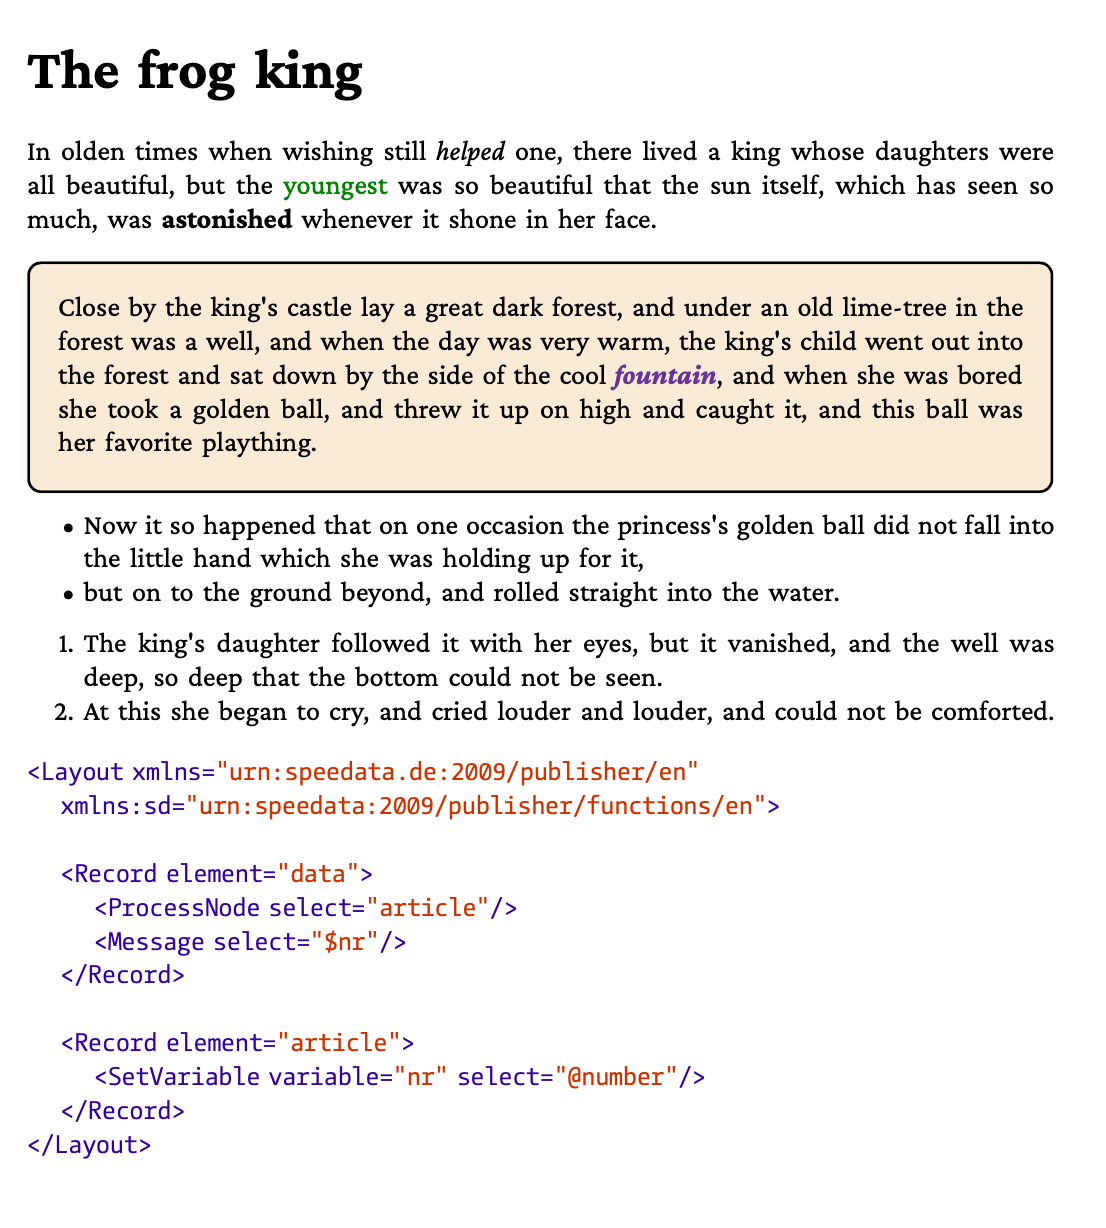 The frog king
In olden times when wishing still helped one, there lived a king whose daughters were
all beautiful, but the youngest was so beautiful that the sun itself, which has seen so
much, was astonished whenever it shone in her face.
Close by the king's castle lay a great dark forest, and under an old lime-tree in the
forest was a well, and when the day was very warm, the king's child went out into
the forest and sat down by the side of the cool fountain, and when she was bored
she took a golden ball, and threw it up on high and caught it, and this ball was
her favorite plaything.
• Now it so happened that on one occasion the princess's golden ball did not fall into
the little hand which she was holding up for it,
• but on to the ground beyond, and rolled straight into the water.
1. The king's daughter followed it with her eyes, but it vanished, and the well was
deep, so deep that the bottom could not be seen.
2. At this she began to cry, and cried louder and louder, and could not be comforted.
<Layout xmlns="urn:speedata.de:2009/publisher/en"
xmlns:sd="urn:speedata:2009/publisher/functions/en">
<Record element="data">
<ProcessNode select="article"/>
<Message select="$nr"/>
</Record>
<Record element="article">
<SetVariable variable="nr" select="@number"/>
</Record>
</Layout>